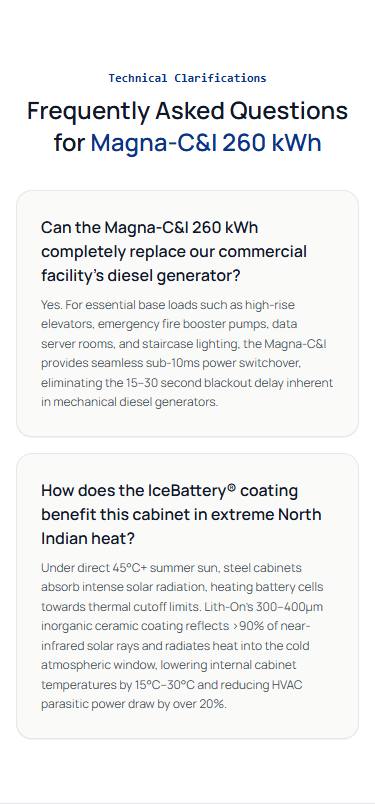 Technical Clarifications
Frequently Asked Questions
for Magna-C&I 260 kWh
Can the Magna-C&I 260 kWh
completely replace our commercial
facility's diesel generator?
Yes. For essential base loads such as high-rise
elevators, emergency fire booster pumps, data
server rooms, and staircase lighting, the Magna-C&I
provides seamless sub-10ms power switchover,
eliminating the 15–30 second blackout delay inherent
in mechanical diesel generators.
How does the IceBattery® coating
benefit this cabinet in extreme North
Indian heat?
Under direct 45°C+ summer sun, steel cabinets
absorb intense solar radiation, heating battery cells
towards thermal cutoff limits. Lith-On's 300–400μm
inorganic ceramic coating reflects >90% of near-
infrared solar rays and radiates heat into the cold
atmospheric window, lowering internal cabinet
temperatures by 15°C–30°C and reducing HVAC
parasitic power draw by over 20%.